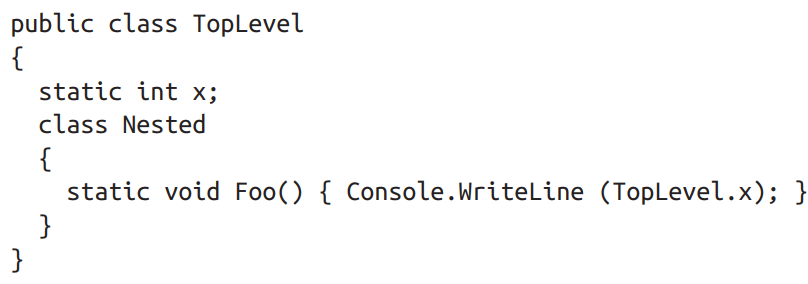 public class TopLevel
{
  static int x;
  class Nested
  {
    static void Foo() { Console.WriteLine (TopLevel.x); }
  }
}